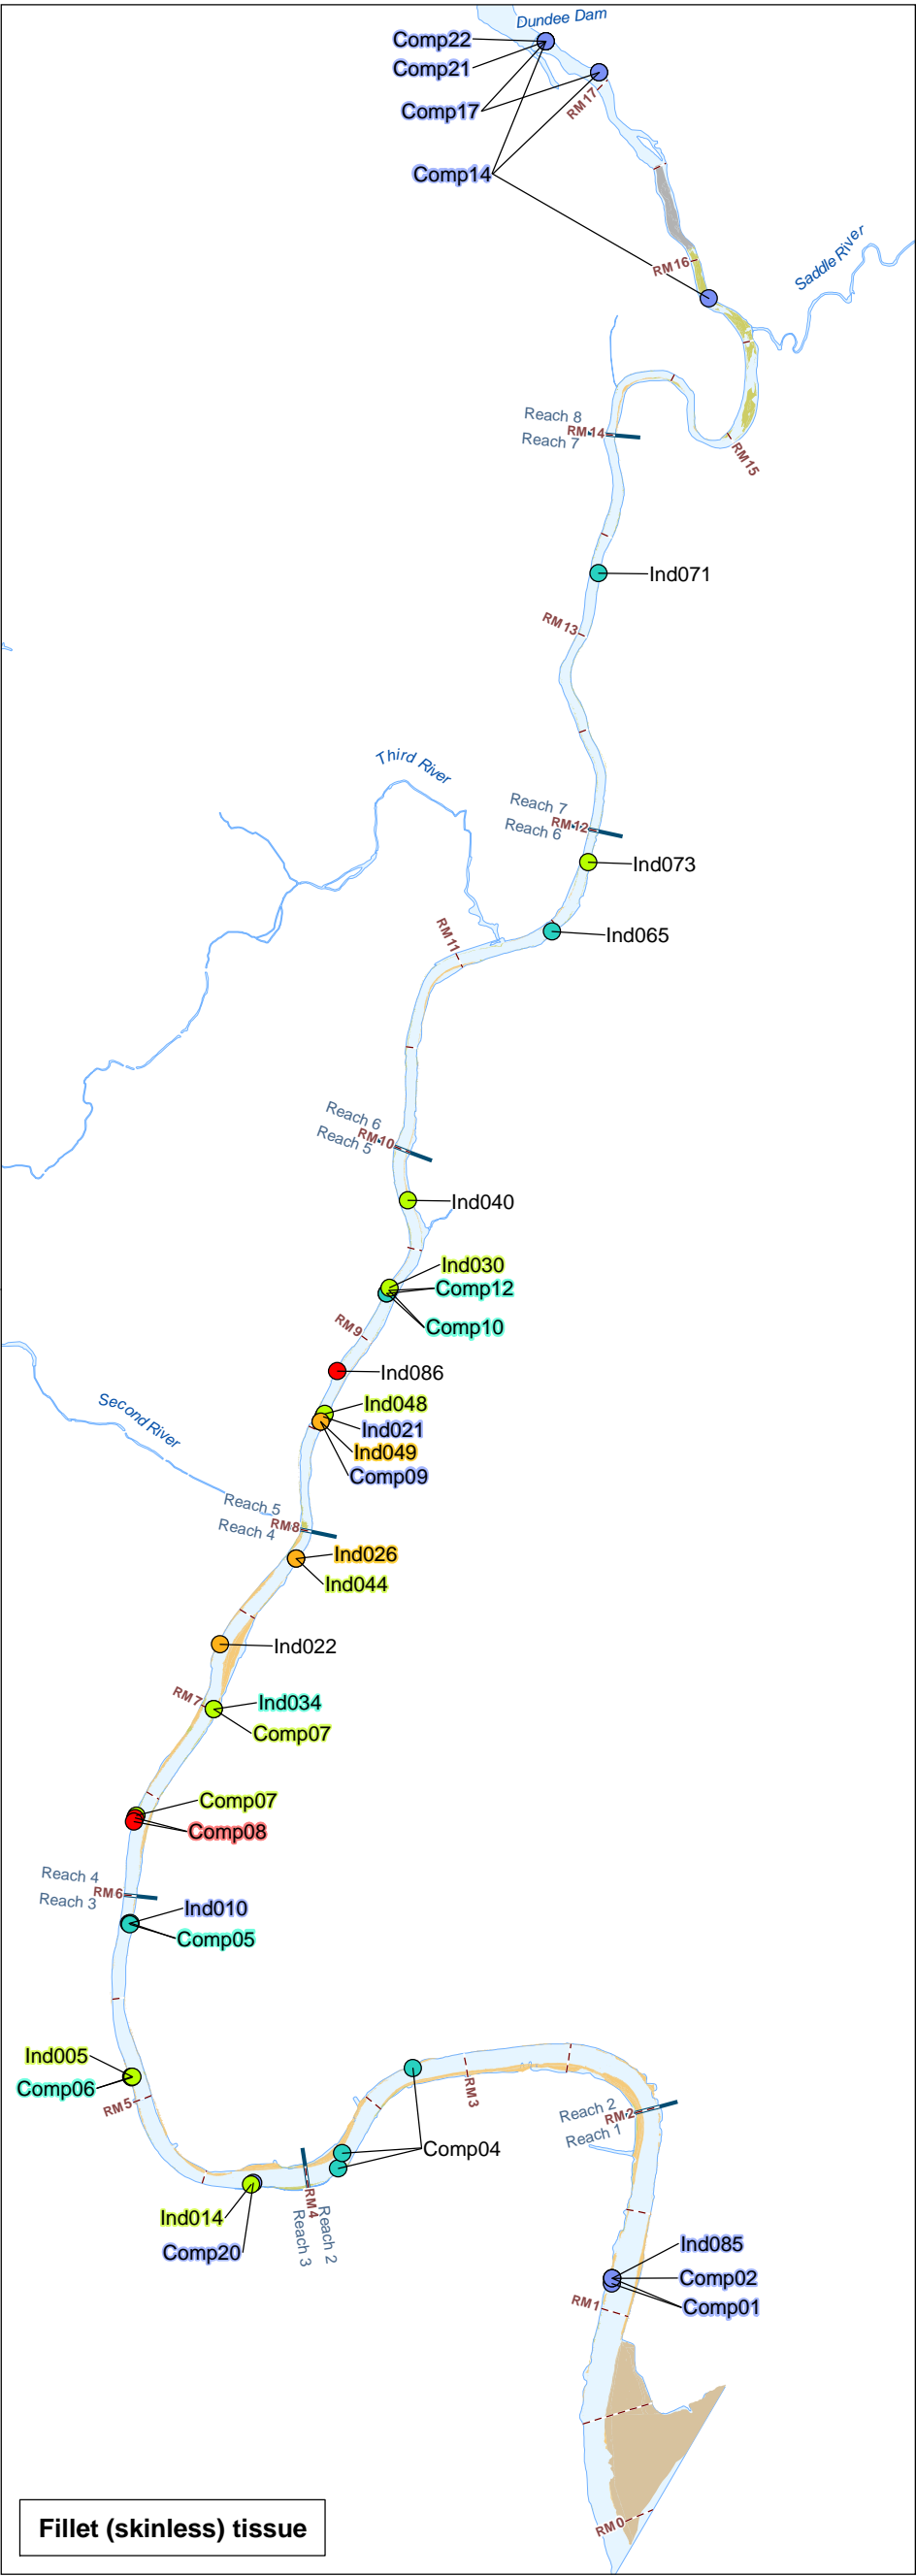 Dundee Dam
Comp22
Comp21
RM17
Comp17
Comp14
Saddle River
RM16
Reach 8
RM14
Reach 7
RM15
Ind071
RM13
Third River
Reach 7
RM12
Reach 6
Ind073
RM11
Ind065
Reach 6
RM10
Reach 5
Ind040
Ind030
Comp12
Comp10
RM9
Ind086
Second River
Ind048
Ind021
Ind049
Comp09
Reach 5
RM8
Reach 4
Ind026
Ind044
Ind022
RM7
Ind034
Comp07
Comp07
Comp08
Reach 4
RM6
Reach 3
Ind010
Comp05
Ind005
Comp06
RM5
RM3
Reach 2
RM2
Reach 1
Comp04
RM4
Reach 2
Reach 3
Ind014
Comp20
Ind085
Comp02
Comp01
RM1
RM0
Fillet (skinless) tissue